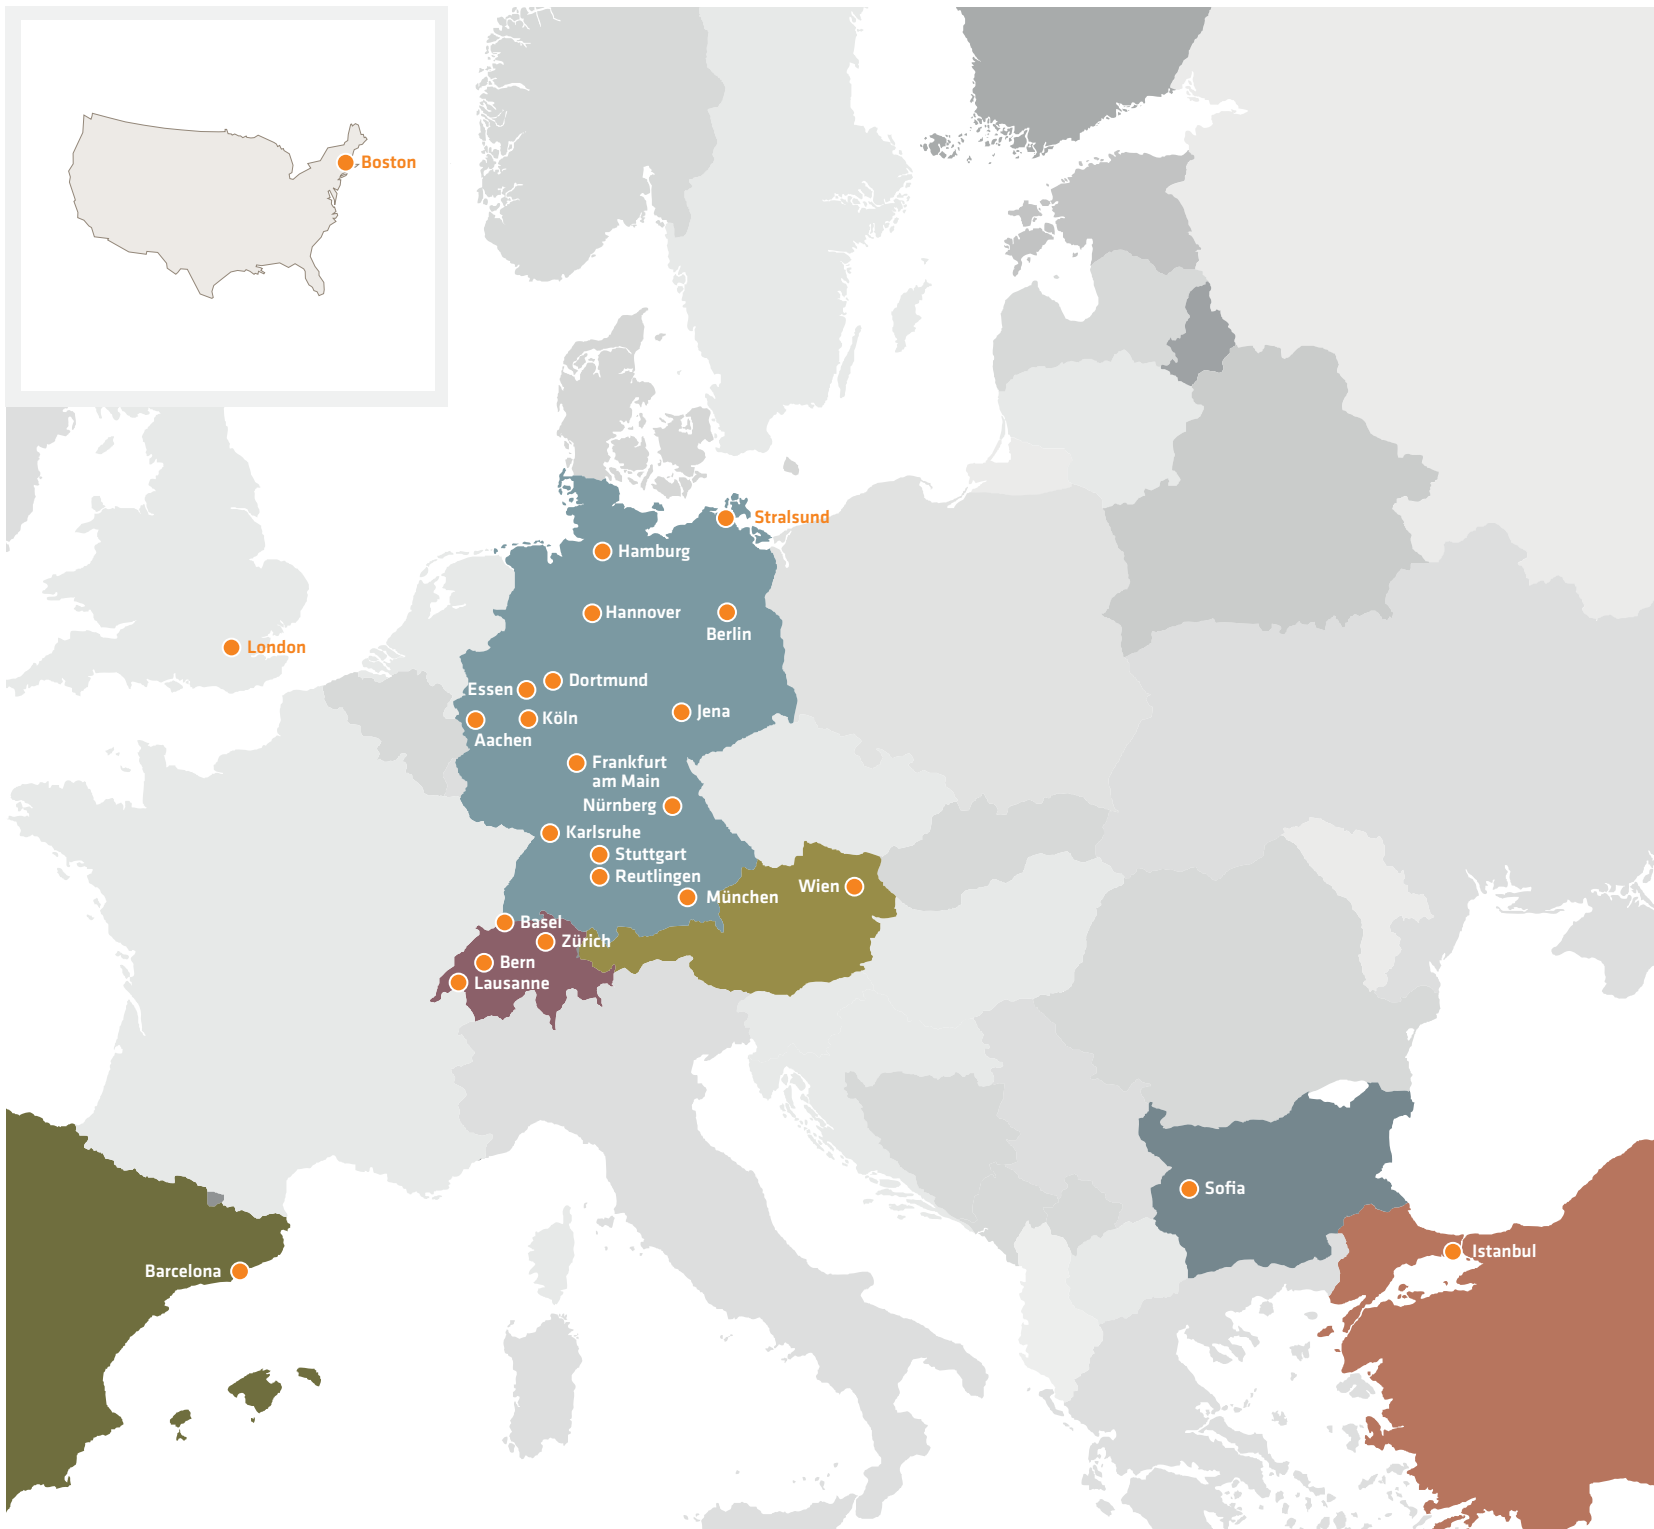 Boston
Stralsund
Hamburg
Hannover
Berlin
London
Dortmund
Essen
Jena
Köln
Aachen
Frankfurt
am Main
Nürnberg
Karlsruhe
Stuttgart
Reutlingen
Wien
München
Basel
Zürich
Bern
Lausanne
Sofia
Istanbul
Barcelona